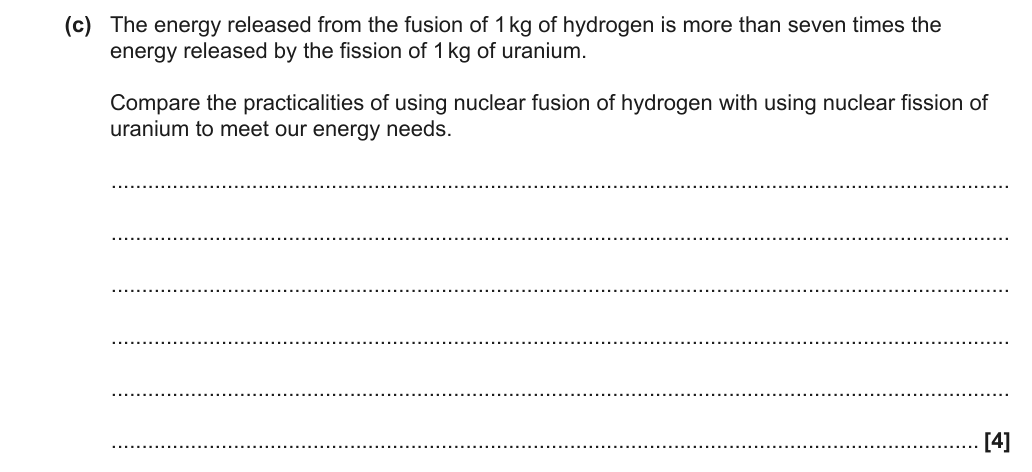 (c) The energy released from the fusion of 1 kg of hydrogen is more than seven times the
energy released by the fission of 1 kg of uranium.
Compare the practicalities of using nuclear fusion of hydrogen with using nuclear fission of
uranium to meet our energy needs.
[4]